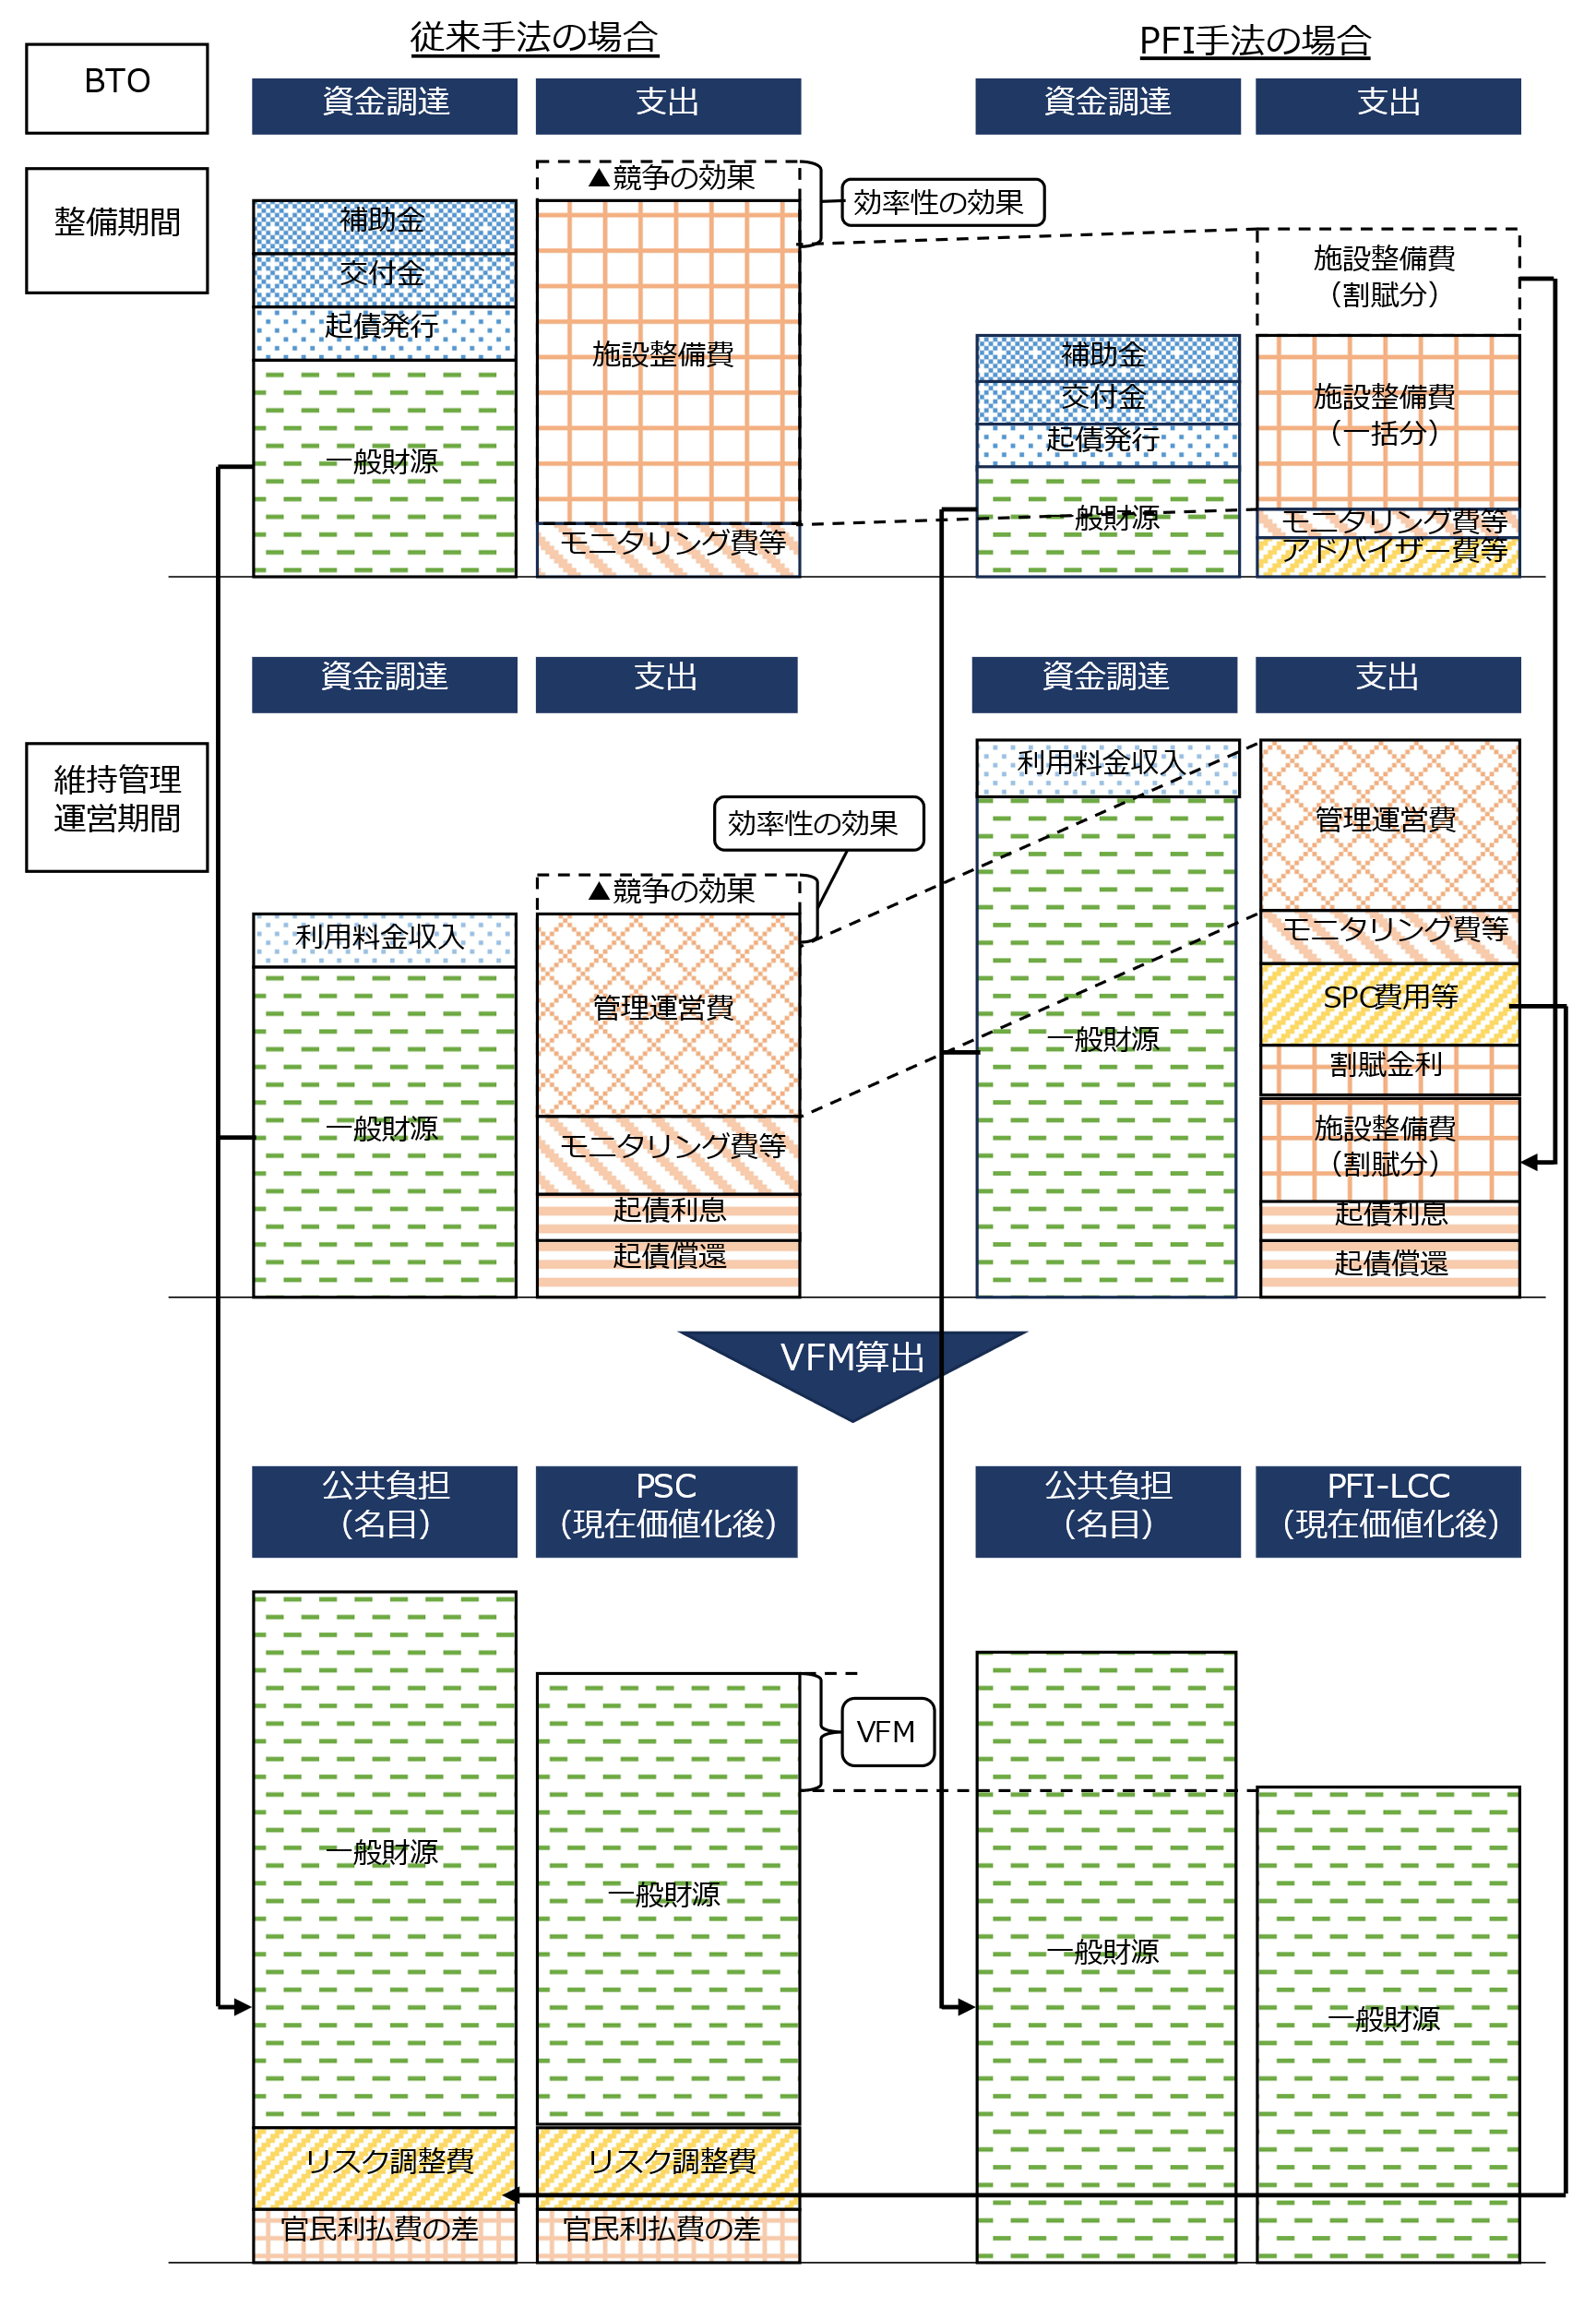 従来手法の場合
PFI手法の場合
BTO
資金調達
支出
資金調達
支出
整備期間
▲競争の効果
効率性の効果
補助金
交付金
起債発行
一般財源
施設整備費
モニタリング費等
施設整備費
（割賦分）
補助金
交付金
起債発行
一般財源
施設整備費
（一括分）
モニタリング費等
アドバイザー費等
資金調達
支出
資金調達
支出
維持管理
運営期間
効率性の効果
▲競争の効果
利用料金収入
一般財源
管理運営費
モニタリング費等
起債利息
起債償還
利用料金収入
一般財源
管理運営費
モニタリング費等
SPC費用等
割賦金利
施設整備費
（割賦分）
起債利息
起債償還
VFM算出
公共負担
（名目）
PSC
（現在価値化後）
公共負担
（名目）
PFI-LCC
（現在価値化後）
一般財源
リスク調整費
官民利払費の差
一般財源
リスク調整費
官民利払費の差
VFM
一般財源
一般財源